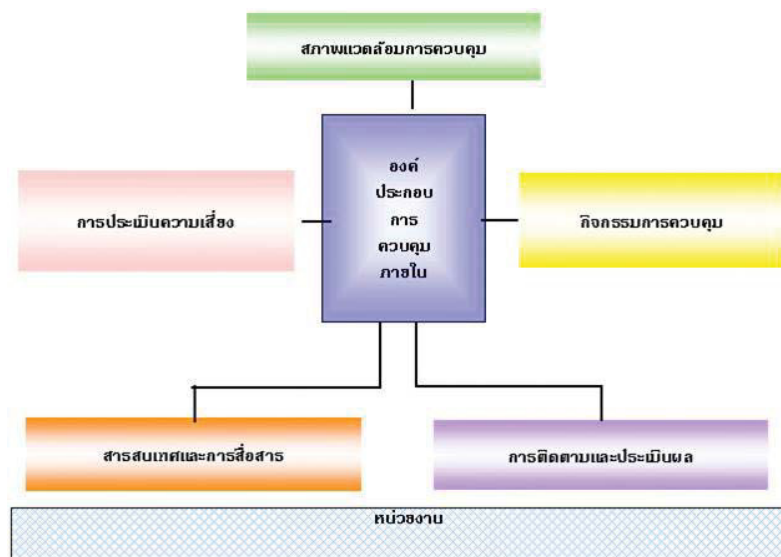 สภาพแวดล้อมการควบคุม
องค์
ประกอบ
การ
ควบคุม
ภายใน
การประเมินความเสี่ยง
กิจกรรมการควบคุม
สารสนเทศและการสื่อสาร
การติดตามและประเมินผล
หน่วยงาน